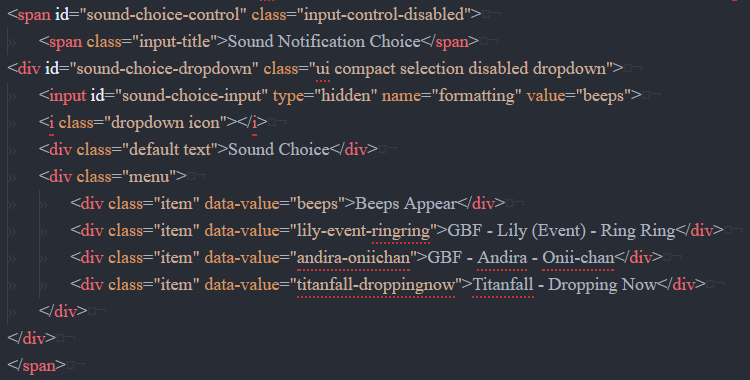 <span id="sound-choice-control" class="input-control-disabled">
<span class="input-title">Sound Notification Choice</span>
<div id="sound-choice-dropdown" class="ui compact selection disabled dropdown">
<input id="sound-choice-input" type="hidden" name="formatting" value="beeps">
<i class="dropdown icon"></i>
<div class="default text">Sound Choice</div>
<div class="menu">
<div class="item" data-value="beeps">Beeps Appear</div>
<div class="item" data-value="lily-event-ringring">GBF - Lily (Event) - Ring Ring</div>
<div class="item" data-value="andira-oniichan">GBF - Andira - Onii-chan</div>
<div class="item" data-value="titanfall-droppingnow">Titanfall - Dropping Now</div>
</div>
</div>
</span>